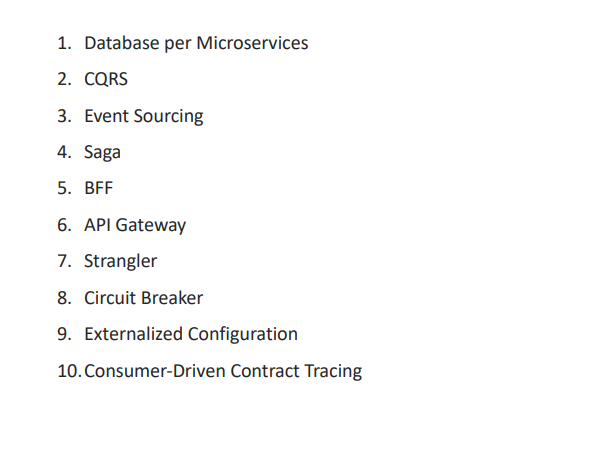 1. Database per Microservices
2. CQRS
3. Event Sourcing
4. Saga
5. BFF
6. API Gateway
7. Strangler
8. Circuit Breaker
9. Externalized Configuration
10. Consumer-Driven Contract Tracing